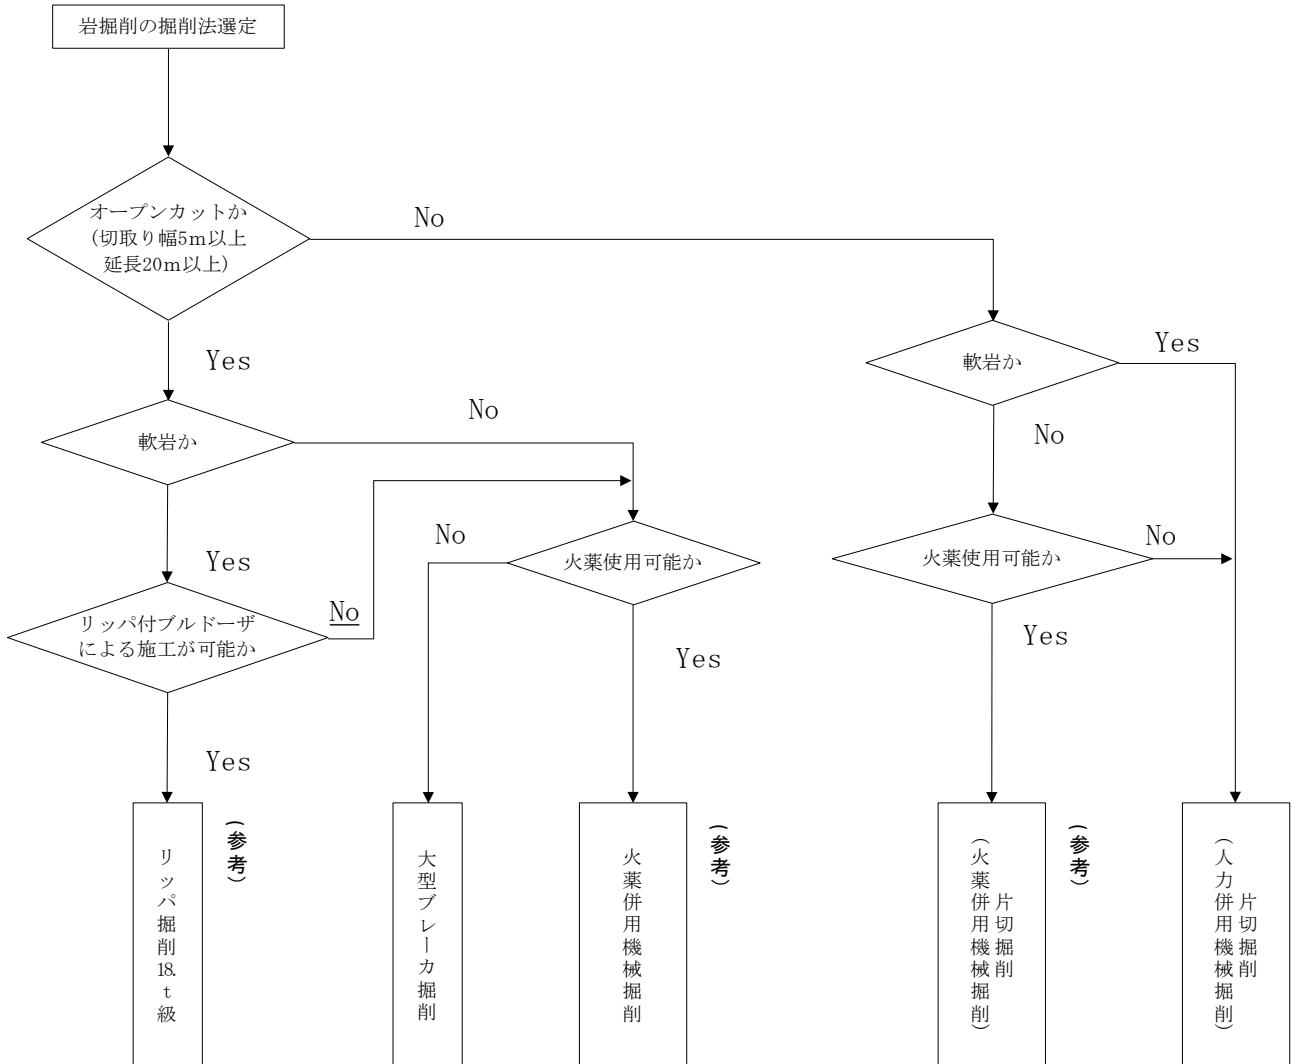 岩掘削の掘削法選定
オープンカットか
(切取り幅5m以上
延長20m以上)
No
Yes
軟岩か
No
Yes
リッパ付ブルドーザ
による施工が可能か
No
Yes
火薬使用可能か
No
Yes
軟岩か
Yes
No
火薬使用可能か
No
Yes
リッパ掘削18.t級
(参考)
大型ブレーカ掘削
火薬併用機械掘削
(参考)
片切掘削
(火薬併用機械掘削)
(参考)
片切掘削
(人力併用機械掘削)